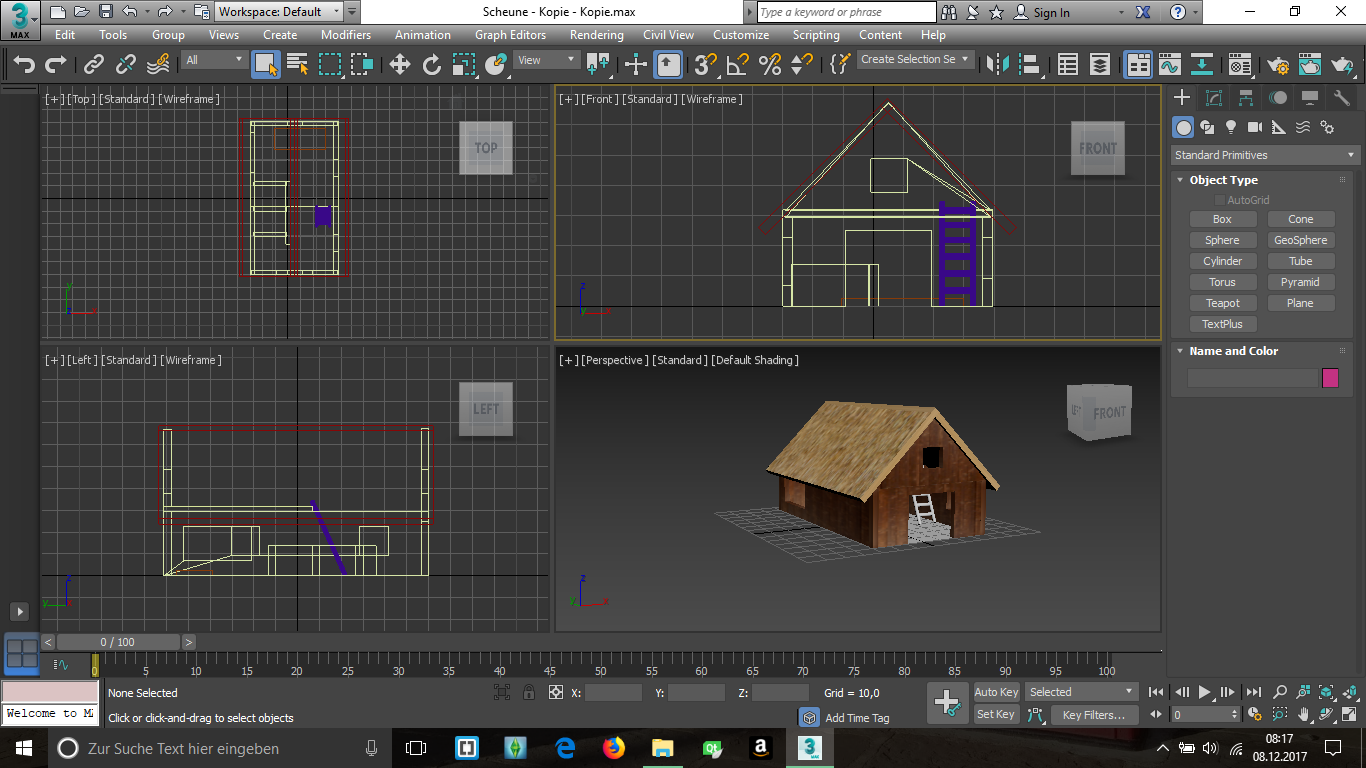 3
MAX
Workspace: Default
Scheune - Kopie - Kopie.max
Type a keyword or phrase
Sign In
Edit Tools Group Views Create Modifiers Animation Graph Editors Rendering Civil View Customize Scripting Content Help
All
View
3
Create Selection Se
[+] [Top] [Standard] [Wireframe]
TOP
y
x
[+] [Front] [Standard] [Wireframe]
FRONT
z
y
x
[+] [Left] [Standard] [Wireframe]
LEFT
z
y
[+] [Perspective] [Standard] [Default Shading]
LEFT
FRONT
z
y
x
Standard Primitives
Object Type
AutoGrid
Box Cone
Sphere GeoSphere
Cylinder Tube
Torus Pyramid
Teapot Plane
TextPlus
Name and Color
< 0 / 100 >
0 5 10 15 20 25 30 35 40 45 50 55 60 65 70 75 80 85 90 95 100
None Selected
X: Y: Z: Grid = 10,0
Auto Key Selected
Welcome to M
Click or click-and-drag to select objects
Add Time Tag
Set Key
Key Filters...
0
Zur Suche Text hier eingeben
Qt
a
3
MAX
08:17
08.12.2017